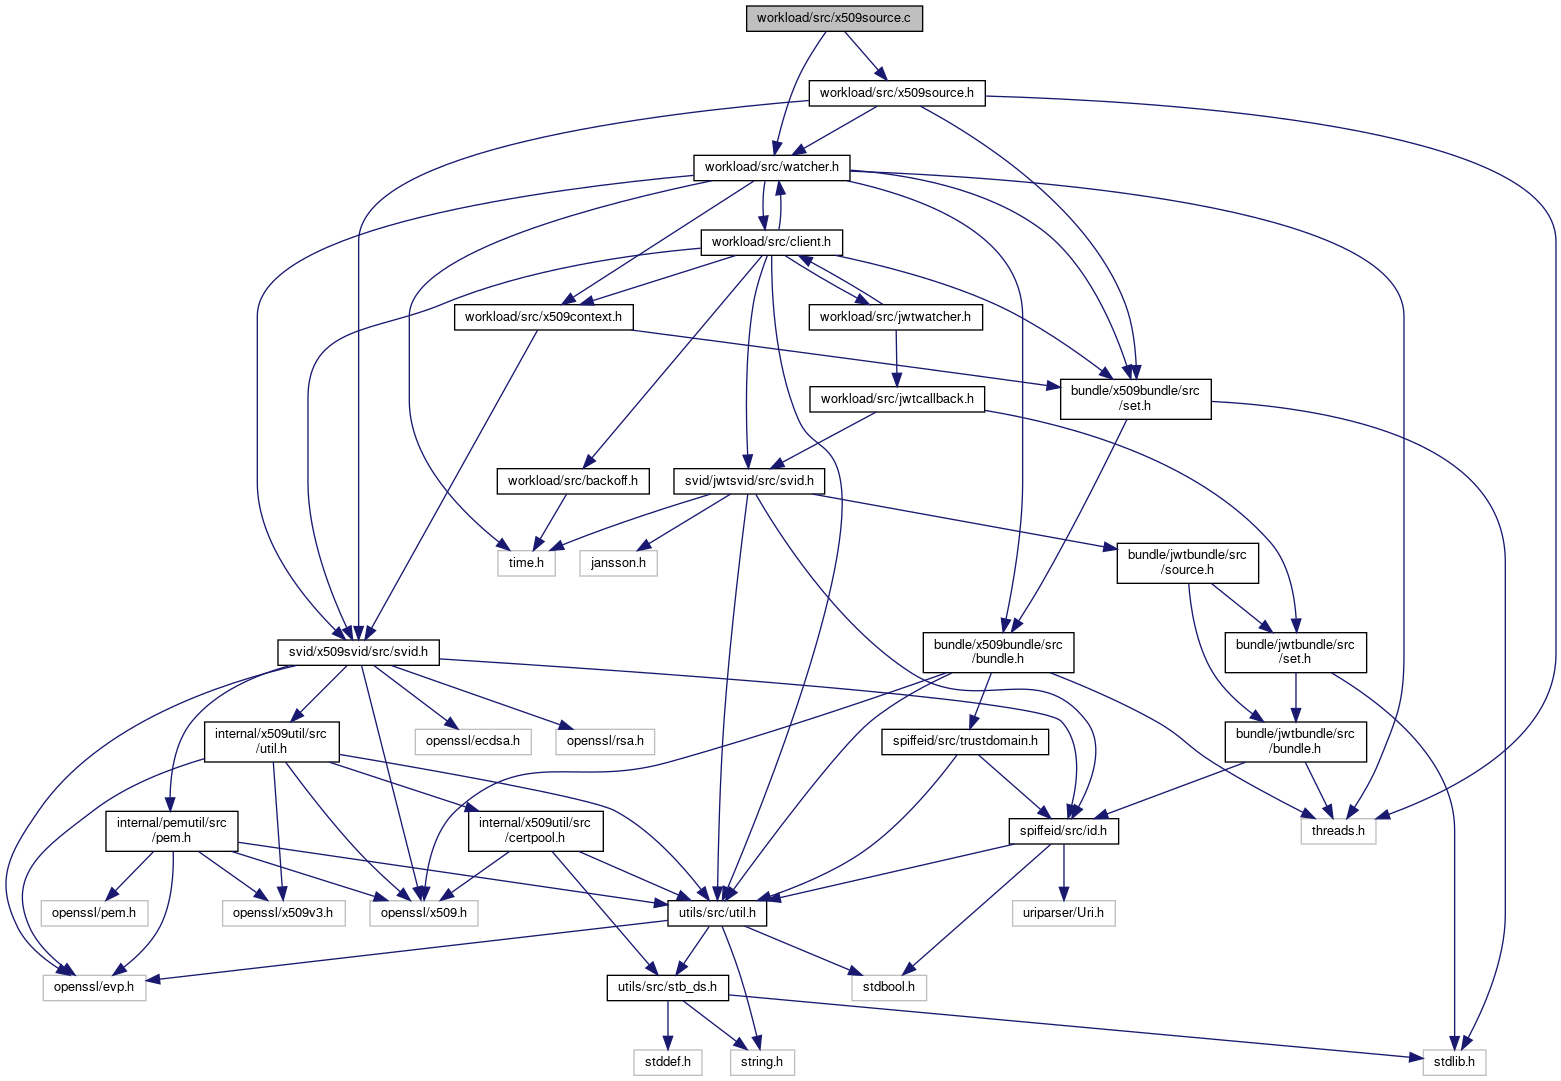 workload/src/x509source.c
workload/src/x509source.h
workload/src/watcher.h
workload/src/client.h
workload/src/x509context.h
workload/src/jwtwatcher.h
workload/src/jwtcallback.h
bundle/x509bundle/src
/set.h
workload/src/backoff.h
svid/jwtsvid/src/svid.h
time.h
jansson.h
bundle/jwtbundle/src
/source.h
svid/x509svid/src/svid.h
bundle/x509bundle/src
/bundle.h
bundle/jwtbundle/src
/set.h
internal/x509util/src
/util.h
openssl/ecdsa.h
openssl/rsa.h
spiffeid/src/trustdomain.h
bundle/jwtbundle/src
/bundle.h
internal/pemutil/src
/pem.h
internal/x509util/src
/certpool.h
spiffeid/src/id.h
threads.h
openssl/pem.h
openssl/x509v3.h
openssl/x509.h
utils/src/util.h
uriparser/Uri.h
openssl/evp.h
utils/src/stb_ds.h
stdbool.h
stddef.h
string.h
stdlib.h